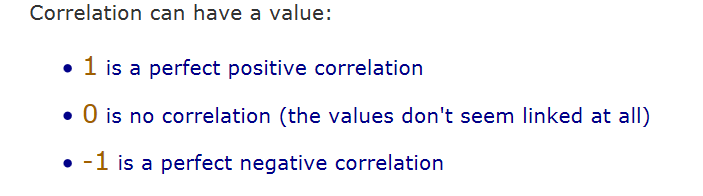 Correlation can have a value:
• 1 is a perfect positive correlation
• 0 is no correlation (the values don't seem linked at all)
• -1 is a perfect negative correlation